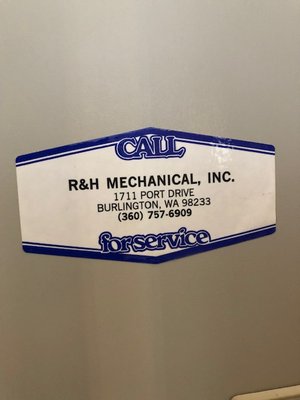 CALL
R&H MECHANICAL, INC.
1711 PORT DRIVE
BURLINGTON, WA 98233
(360) 757-6909
for service